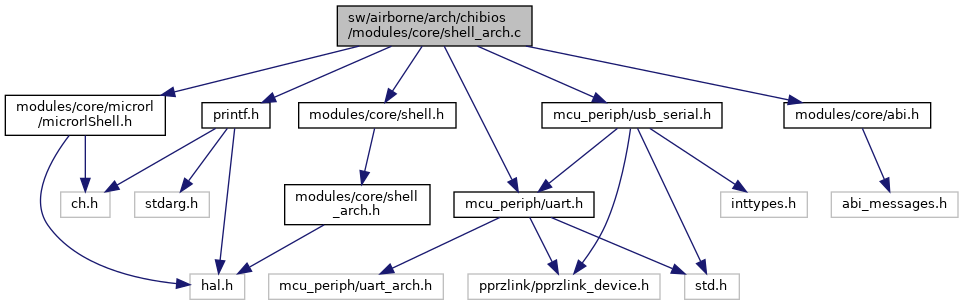 sw/airborne/arch/chibios
/modules/core/shell_arch.c
modules/core/microrl
/microrlShell.h
printf.h
modules/core/shell.h
mcu_periph/usb_serial.h
modules/core/abi.h
ch.h
stdarg.h
modules/core/shell
_arch.h
mcu_periph/uart.h
inttypes.h
abi_messages.h
hal.h
mcu_periph/uart_arch.h
pprzlink/pprzlink_device.h
std.h